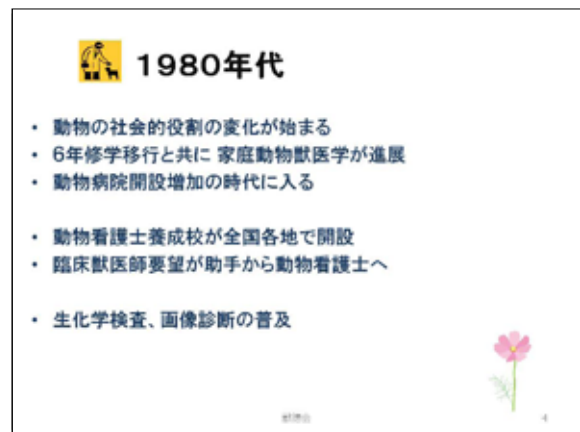 1980年代
・ 動物の社会的役割の変化が始まる
・ 6年修学移行と共に 家庭動物獣医学が進展
・ 動物病院開設増加の時代に入る
・ 動物看護士養成校が全国各地で開設
・ 臨床獣医師要望が助手から動物看護士へ
・ 生化学検査、画像診断の普及
4